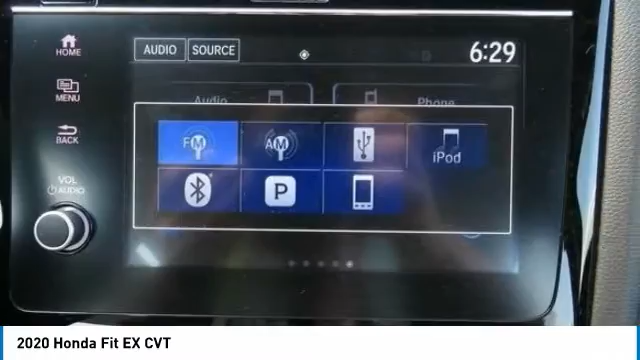 AUDIO SOURCE 6:29
HOME
Audio Phone
MENU
FM AM iPod
BACK
P
VOL
AUDIO
2020 Honda Fit EX CVT